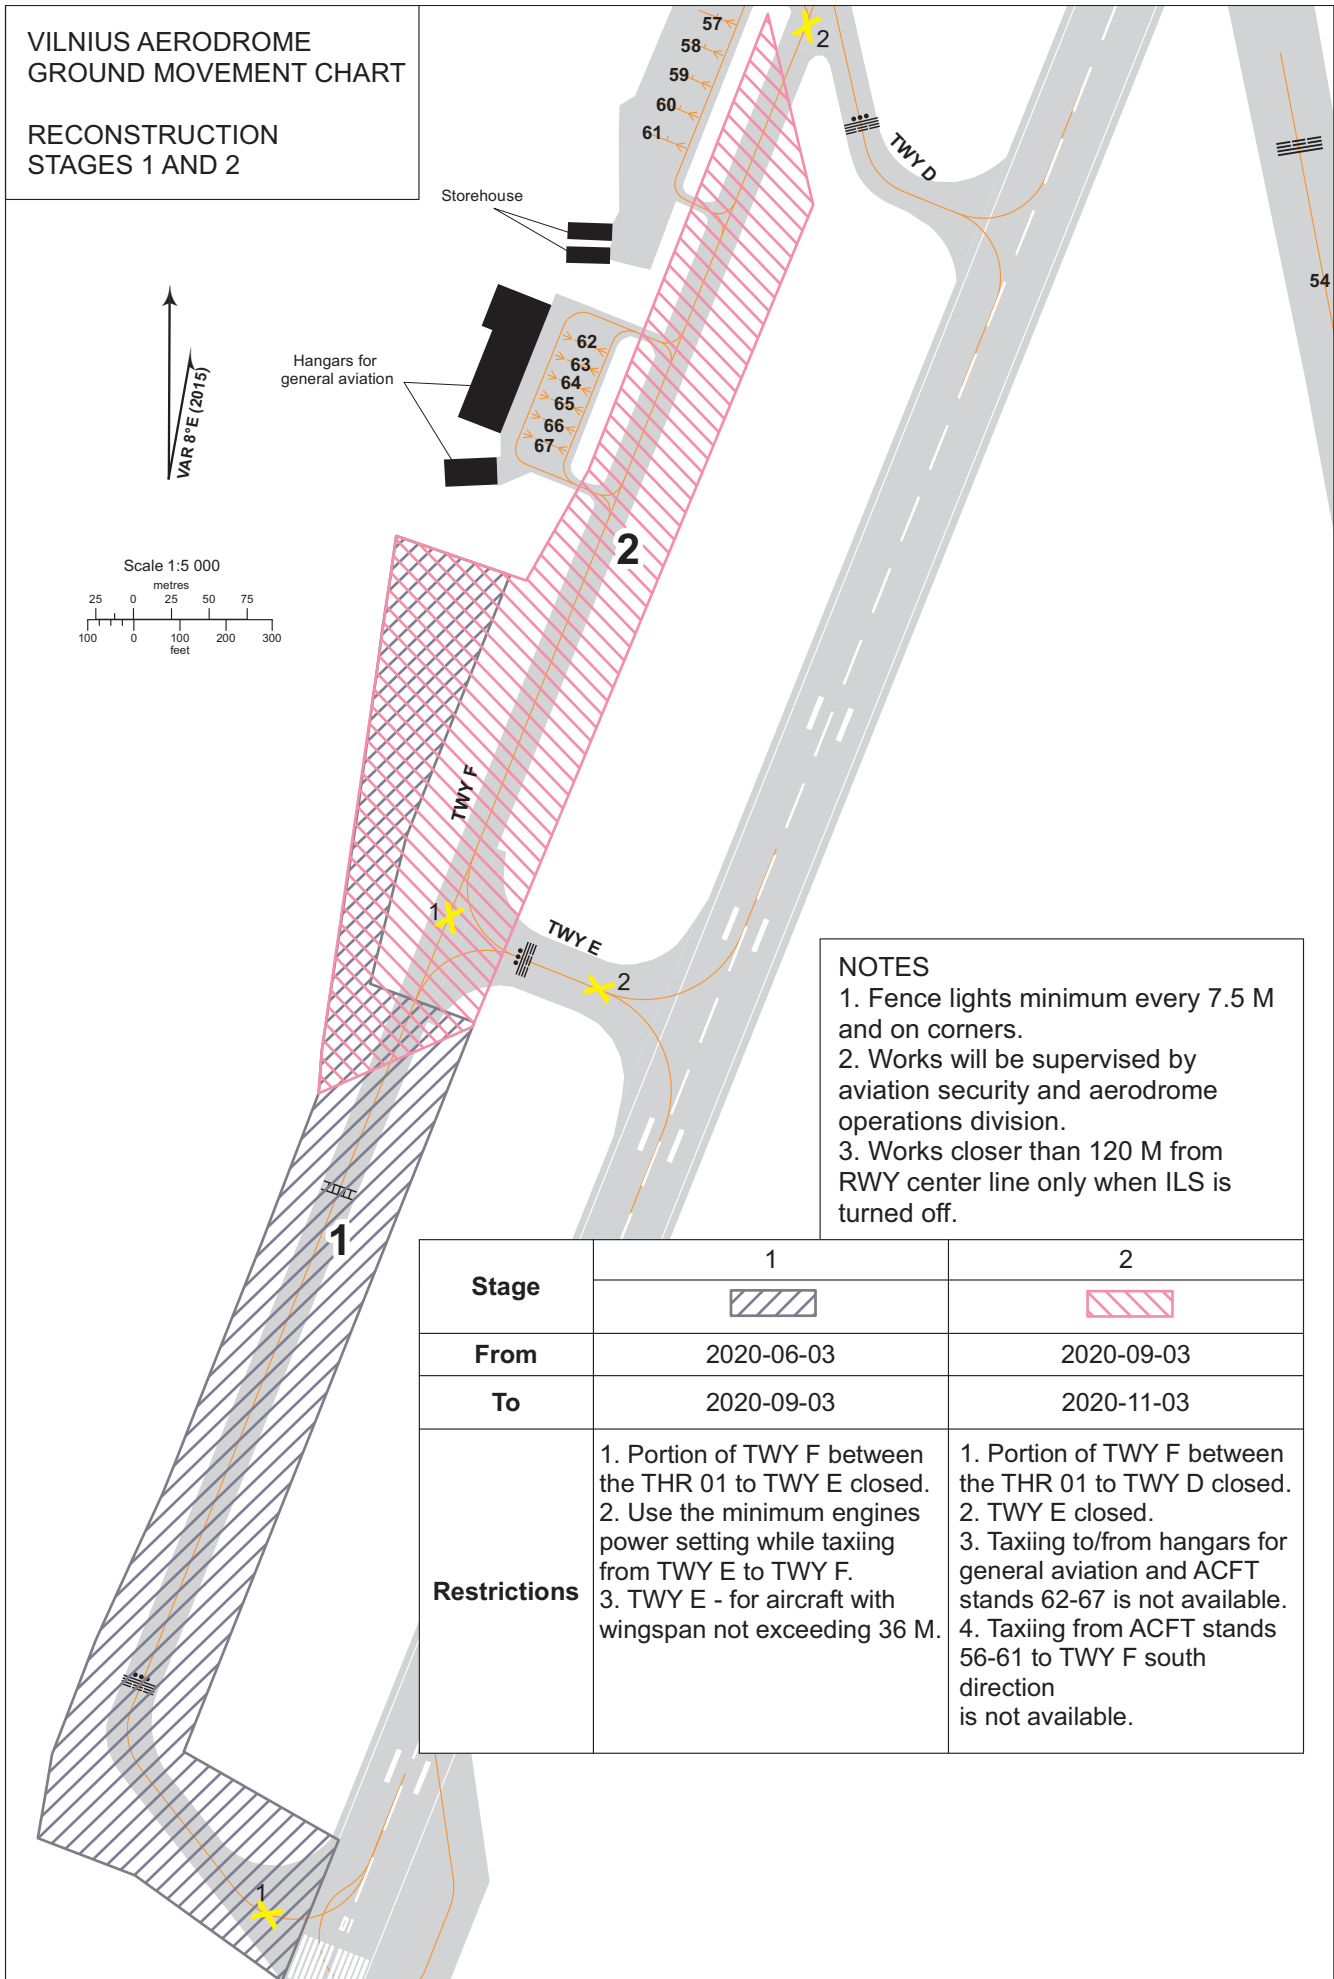 VILNIUS AERODROME
GROUND MOVEMENT CHART
RECONSTRUCTION
STAGES 1 AND 2
57
58
59
60
61
2
TWY D
54
Storehouse
VAR 8°E (2015)
Hangars for
general aviation
62
63
64
65
66
67
2
Scale 1:5 000
metres
25 0 25 50 75
100 0 100 200 300
feet
TWY F
1
TWY E
2
1
1
NOTES
1. Fence lights minimum every 7.5 M
and on corners.
2. Works will be supervised by
aviation security and aerodrome
operations division.
3. Works closer than 120 M from
RWY center line only when ILS is
turned off.
Stage
1
2
From
2020-06-03
2020-09-03
To
2020-09-03
2020-11-03
Restrictions
1. Portion of TWY F between
the THR 01 to TWY E closed.
2. Use the minimum engines
power setting while taxiing
from TWY E to TWY F.
3. TWY E - for aircraft with
wingspan not exceeding 36 M.
1. Portion of TWY F between
the THR 01 to TWY D closed.
2. TWY E closed.
3. Taxiing to/from hangars for
general aviation and ACFT
stands 62-67 is not available.
4. Taxiing from ACFT stands
56-61 to TWY F south
direction
is not available.